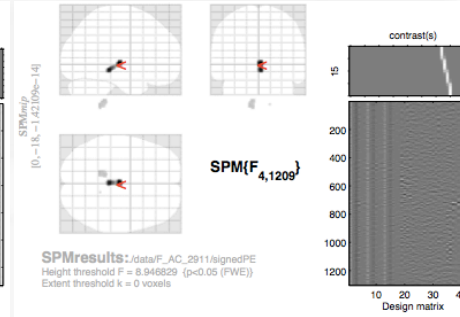 contrast(s)
15
SPMmip
[0, −18, −1.42109e−14]
SPM{F4,1209}
200
400
600
800
1000
1200
SPMresults: ./data/F_AC_2911/signedPE
Height threshold F = 8.946829 {p<0.05 (FWE)}
Extent threshold k = 0 voxels
10 20 30
Design matrix